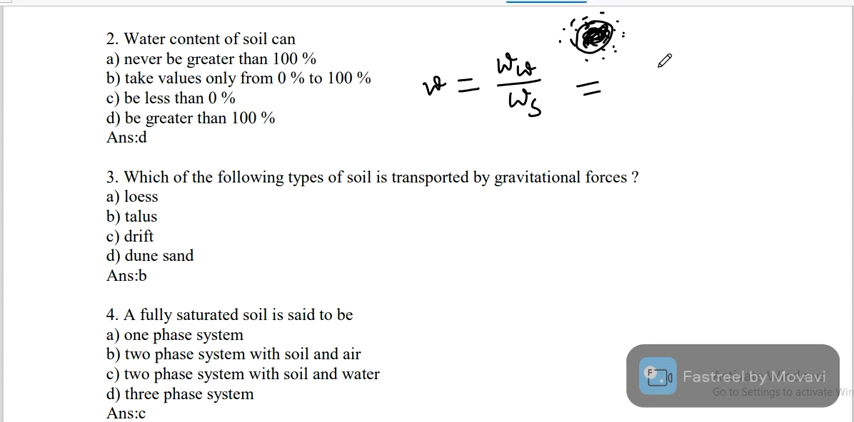 2. Water content of soil can
a) never be greater than 100 %
b) take values only from 0 % to 100 %
c) be less than 0 %
d) be greater than 100 %
Ans:d
w = Ww / Ws =
3. Which of the following types of soil is transported by gravitational forces ?
a) loess
b) talus
c) drift
d) dune sand
Ans:b
4. A fully saturated soil is said to be
a) one phase system
b) two phase system with soil and air
c) two phase system with soil and water
d) three phase system
Ans:c
Fastreel by Movavi
Go to Settings to activate Win